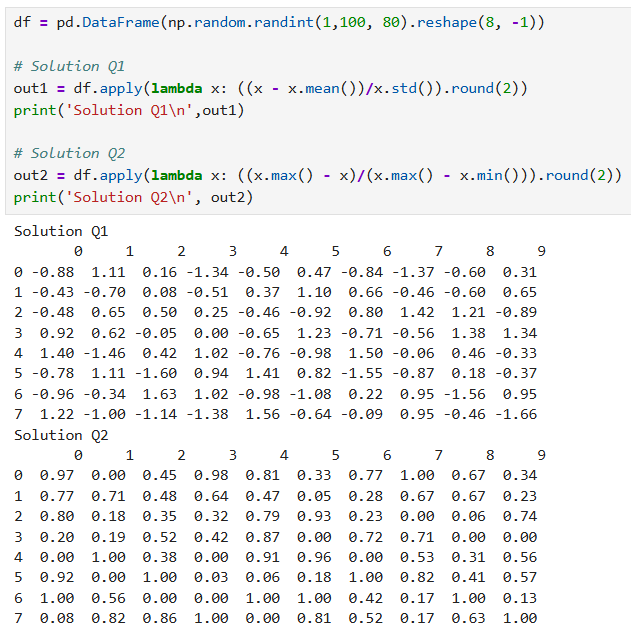 df = pd.DataFrame(np.random.randint(1,100, 80).reshape(8, -1))
# Solution Q1
out1 = df.apply(lambda x: ((x - x.mean())/x.std()).round(2))
print('Solution Q1\n',out1)
# Solution Q2
out2 = df.apply(lambda x: ((x.max() - x)/(x.max() - x.min())).round(2))
print('Solution Q2\n', out2)
Solution Q1
0 1 2 3 4 5 6 7 8 9
0 -0.88 1.11 0.16 -1.34 -0.50 0.47 -0.84 -1.37 -0.60 0.31
1 -0.43 -0.70 0.08 -0.51 0.37 1.10 0.66 -0.46 -0.60 0.65
2 -0.48 0.65 0.50 0.25 -0.46 -0.92 0.80 1.42 1.21 -0.89
3 0.92 0.62 -0.05 0.00 -0.65 1.23 -0.71 -0.56 1.38 1.34
4 1.40 -1.46 0.42 1.02 -0.76 -0.98 1.50 -0.06 0.46 -0.33
5 -0.78 1.11 -1.60 0.94 1.41 0.82 -1.55 -0.87 0.18 -0.37
6 -0.96 -0.34 1.63 1.02 -0.98 -1.08 0.22 0.95 -1.56 0.95
7 1.22 -1.00 -1.14 -1.38 1.56 -0.64 -0.09 0.95 -0.46 -1.66
Solution Q2
0 1 2 3 4 5 6 7 8 9
0 0.97 0.00 0.45 0.98 0.81 0.33 0.77 1.00 0.67 0.34
1 0.77 0.71 0.48 0.64 0.47 0.05 0.28 0.67 0.67 0.23
2 0.80 0.18 0.35 0.32 0.79 0.93 0.23 0.00 0.06 0.74
3 0.20 0.19 0.52 0.42 0.87 0.00 0.72 0.71 0.00 0.00
4 0.00 1.00 0.38 0.00 0.91 0.96 0.00 0.53 0.31 0.56
5 0.92 0.00 1.00 0.03 0.06 0.18 1.00 0.82 0.41 0.57
6 1.00 0.56 0.00 0.00 1.00 1.00 0.42 0.17 1.00 0.13
7 0.08 0.82 0.86 1.00 0.00 0.81 0.52 0.17 0.63 1.00